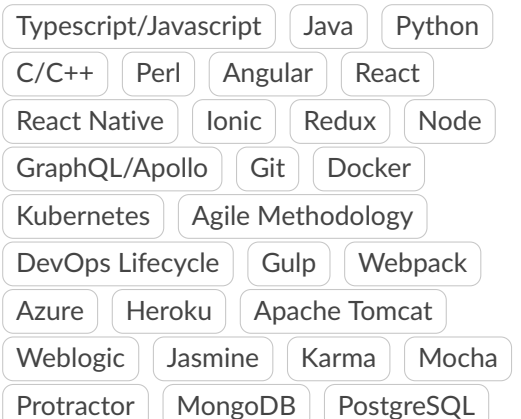 Typescript/Javascript Java Python
C/C++ Perl Angular React
React Native Ionic Redux Node
GraphQL/Apollo Git Docker
Kubernetes Agile Methodology
DevOps Lifecycle Gulp Webpack
Azure Heroku Apache Tomcat
Weblogic Jasmine Karma Mocha
Protractor MongoDB PostgreSQL